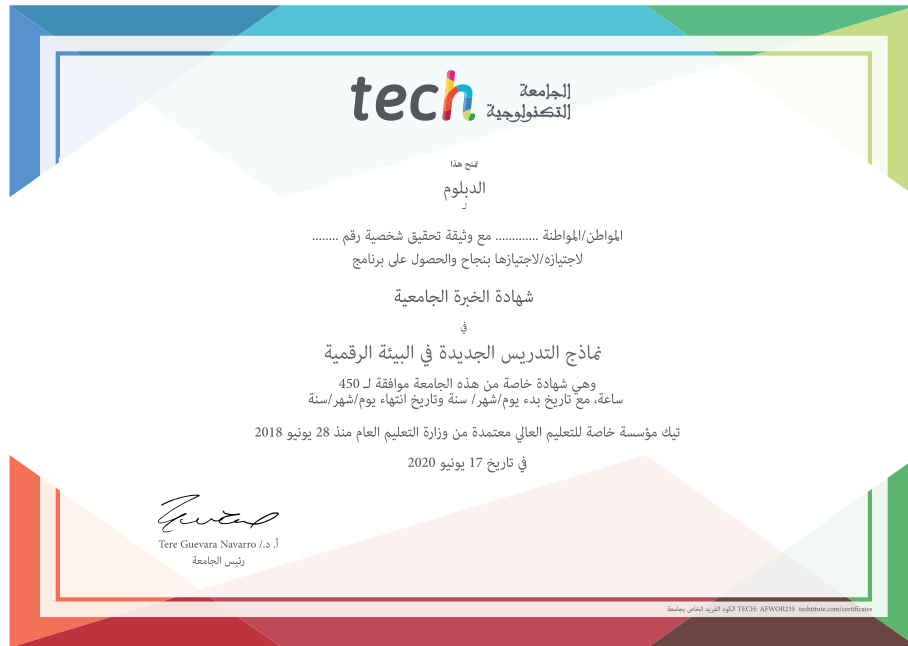 tech الجامعة
التكنولوجية
تمنح هذا
الدبلوم
لـ
المواطن/المواطنة ............. مع وثيقة تحقيق شخصية رقم ........
لاجتيازه/لاجتيازها بنجاح والحصول على برنامج
شهادة الخبرة الجامعية
في
نماذج التدريس الجديدة في البيئة الرقمية
وهي شهادة خاصة من هذه الجامعة موافقة لـ 450
ساعة، مع تاريخ بدء يوم/شهر/ سنة وتاريخ انتهاء يوم/شهر/سنة
تيك مؤسسة خاصة للتعليم العالي معتمدة من وزارة التعليم العام منذ 28 يونيو 2018
في تاريخ 17 يونيو 2020
أ. د./ Tere Guevara Navarro
رئيس الجامعة
الكود الفريد الخاص بجامعة TECH: AFWOR23S techtitute.com/certificates